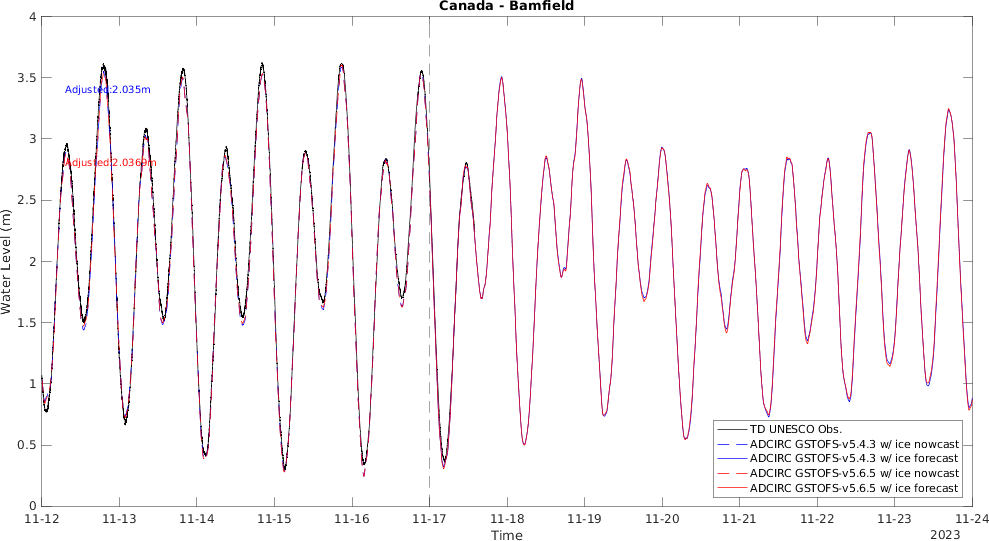 Canada - Bamfield
4
3.5
Adjusted:2.035m
3
Adjusted:2.0369m
2.5
2
Water Level (m)
1.5
1
0.5
0
TD UNESCO Obs.
ADCIRC GSTOFS-v5.4.3 w/ ice nowcast
ADCIRC GSTOFS-v5.4.3 w/ ice forecast
ADCIRC GSTOFS-v5.6.5 w/ ice nowcast
ADCIRC GSTOFS-v5.6.5 w/ ice forecast
11-12 11-13 11-14 11-15 11-16 11-17 11-18 11-19 11-20 11-21 11-22 11-23 11-24
Time
2023